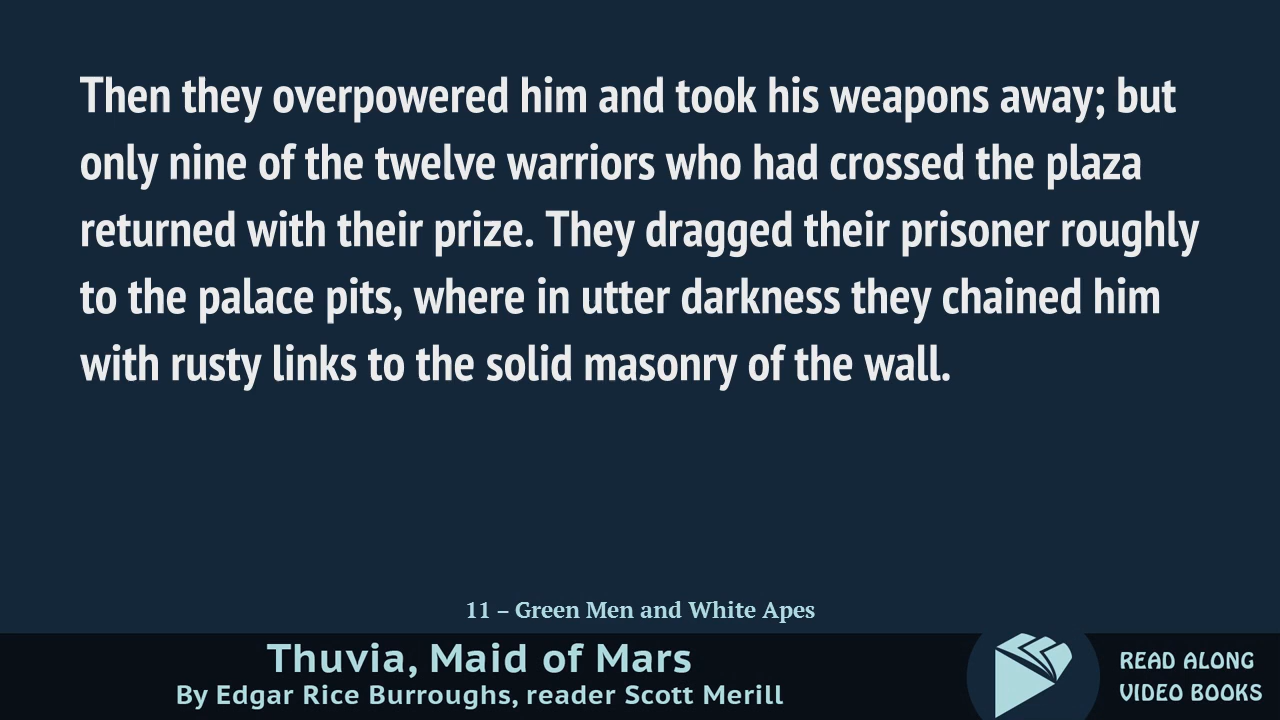 Then they overpowered him and took his weapons away; but
only nine of the twelve warriors who had crossed the plaza
returned with their prize. They dragged their prisoner roughly
to the palace pits, where in utter darkness they chained him
with rusty links to the solid masonry of the wall.
11 – Green Men and White Apes
Thuvia, Maid of Mars
By Edgar Rice Burroughs, reader Scott Merill
READ ALONG
VIDEO BOOKS